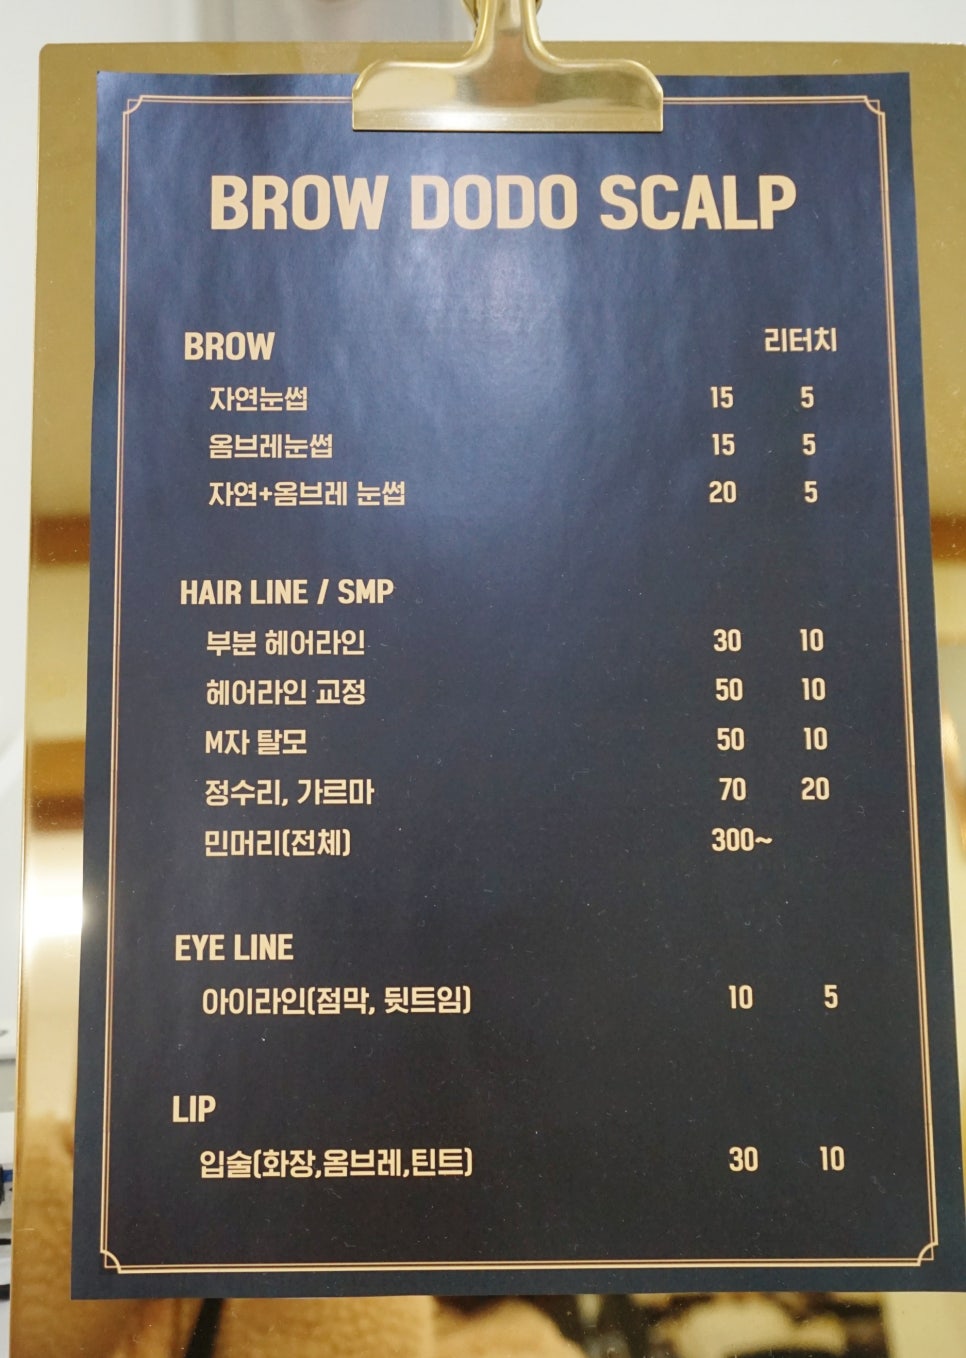 BROW DODO SCALP
BROW 리터치
자연눈썹 15 5
옴브레눈썹 15 5
자연+옴브레 눈썹 20 5
HAIR LINE / SMP
부분 헤어라인 30 10
헤어라인 교정 50 10
M자 탈모 50 10
정수리, 가르마 70 20
민머리(전체) 300~
EYE LINE
아이라인(점막, 뒷트임) 10 5
LIP
입술(화장,옴브레,틴트) 30 10